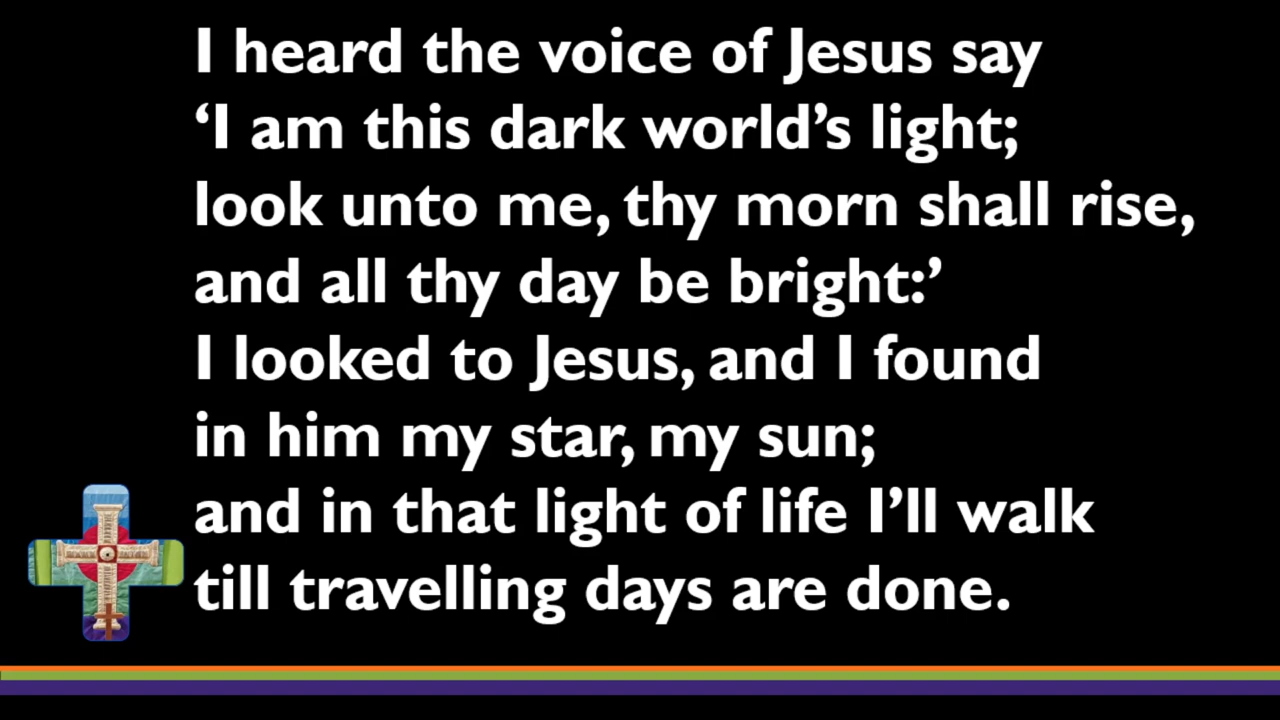 I heard the voice of Jesus say
‘I am this dark world’s light;
look unto me, thy morn shall rise,
and all thy day be bright:’
I looked to Jesus, and I found
in him my star, my sun;
and in that light of life I’ll walk
till travelling days are done.